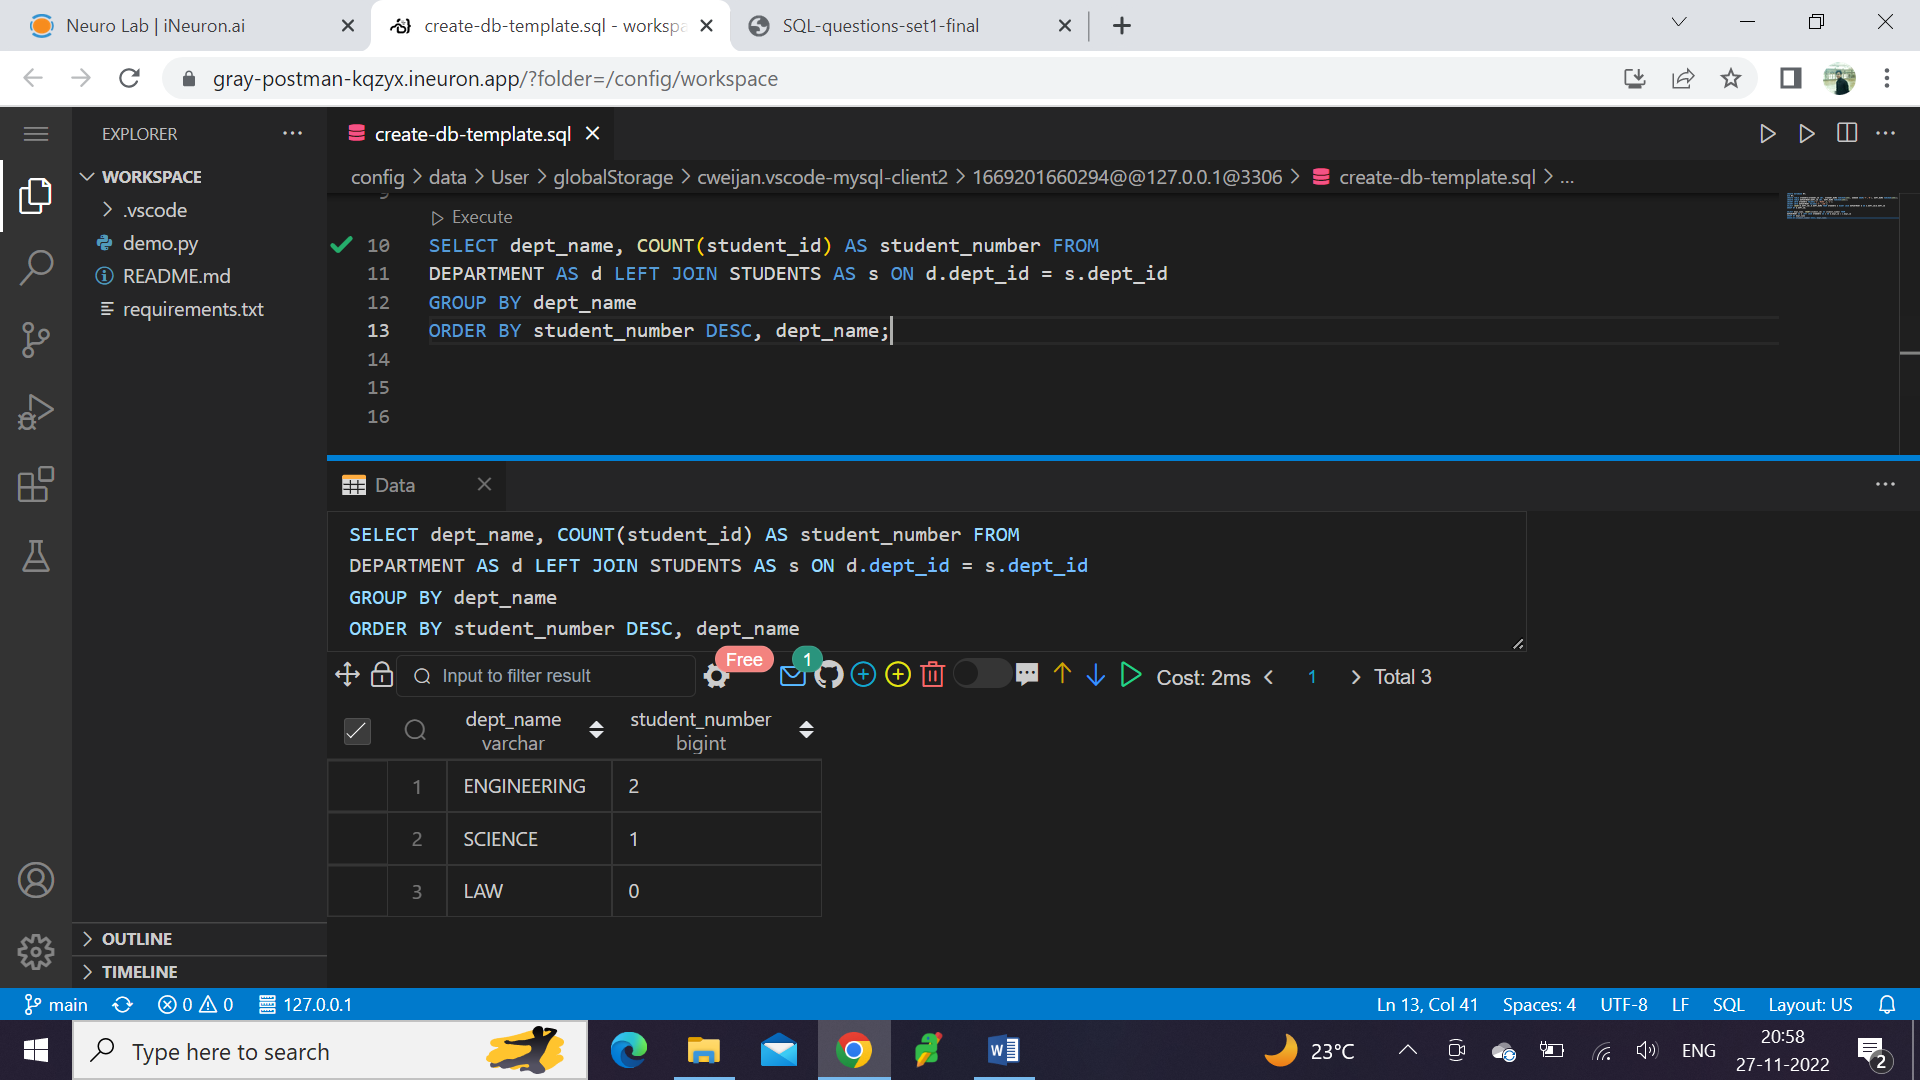 Neuro Lab | iNeuron.ai
create-db-template.sql - workspa
SQL-questions-set1-final
gray-postman-kqzyx.ineuron.app/?folder=/config/workspace
EXPLORER
create-db-template.sql
WORKSPACE
config > data > User > globalStorage > cweijan.vscode-mysql-client2 > 1669201660294@@127.0.0.1@3306 > create-db-template.sql > ...
.vscode
demo.py
README.md
requirements.txt
9
Execute
10 SELECT dept_name, COUNT(student_id) AS student_number FROM
11 DEPARTMENT AS d LEFT JOIN STUDENTS AS s ON d.dept_id = s.dept_id
12 GROUP BY dept_name
13 ORDER BY student_number DESC, dept_name;
14
15
16
Data
SELECT dept_name, COUNT(student_id) AS student_number FROM
DEPARTMENT AS d LEFT JOIN STUDENTS AS s ON d.dept_id = s.dept_id
GROUP BY dept_name
ORDER BY student_number DESC, dept_name
Input to filter result
Free
1
Cost: 2ms < 1 > Total 3
dept_name student_number
varchar bigint
1 ENGINEERING 2
2 SCIENCE 1
3 LAW 0
OUTLINE
TIMELINE
main 0 0 127.0.0.1
Ln 13, Col 41 Spaces: 4 UTF-8 LF SQL Layout: US
Type here to search
23°C
ENG
20:58
27-11-2022
2